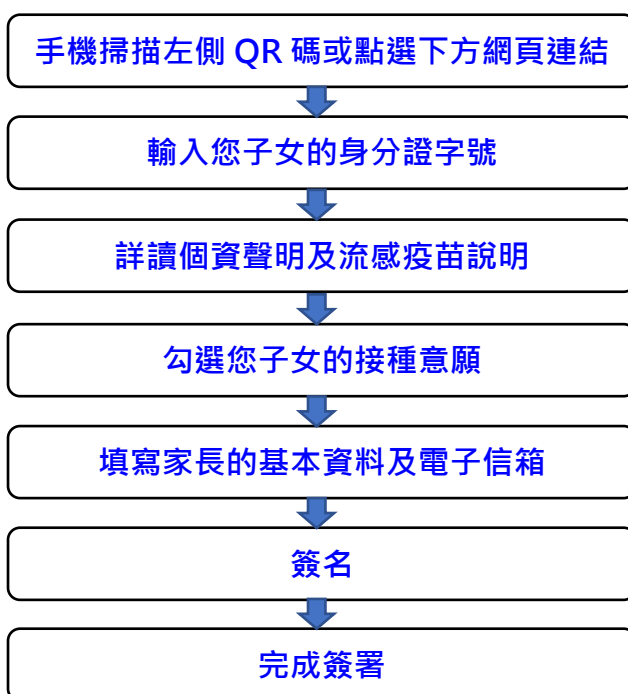 手機掃描左側 QR 碼或點選下方網頁連結
輸入您子女的身分證字號
詳讀個資聲明及流感疫苗說明
勾選您子女的接種意願
填寫家長的基本資料及電子信箱
簽名
完成簽署